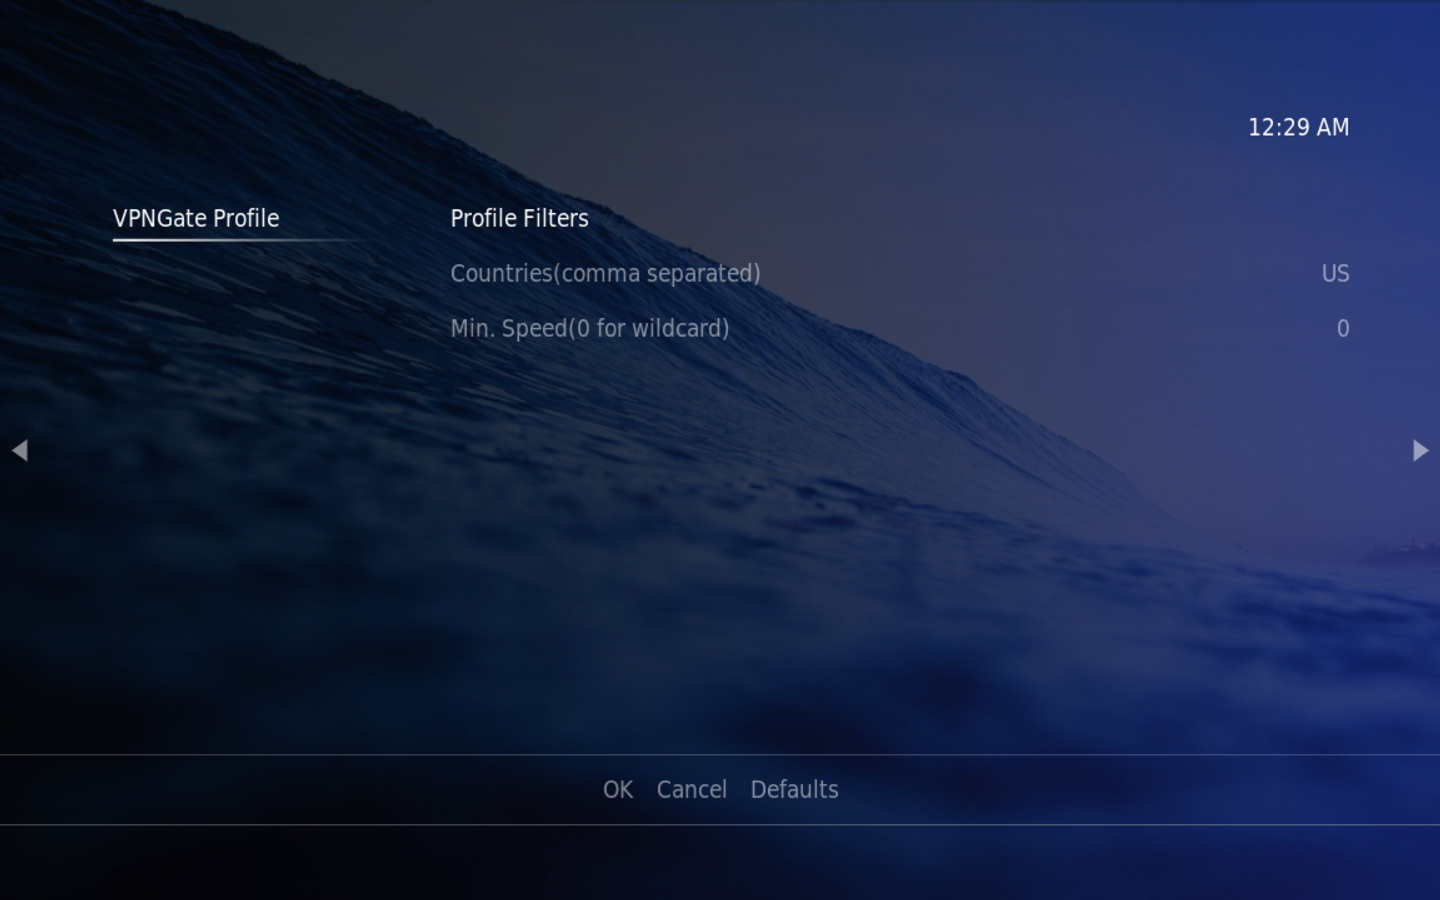 12:29 AM
VPNGate Profile
Profile Filters
Countries(comma separated) US
Min. Speed(0 for wildcard) 0
OK Cancel Defaults